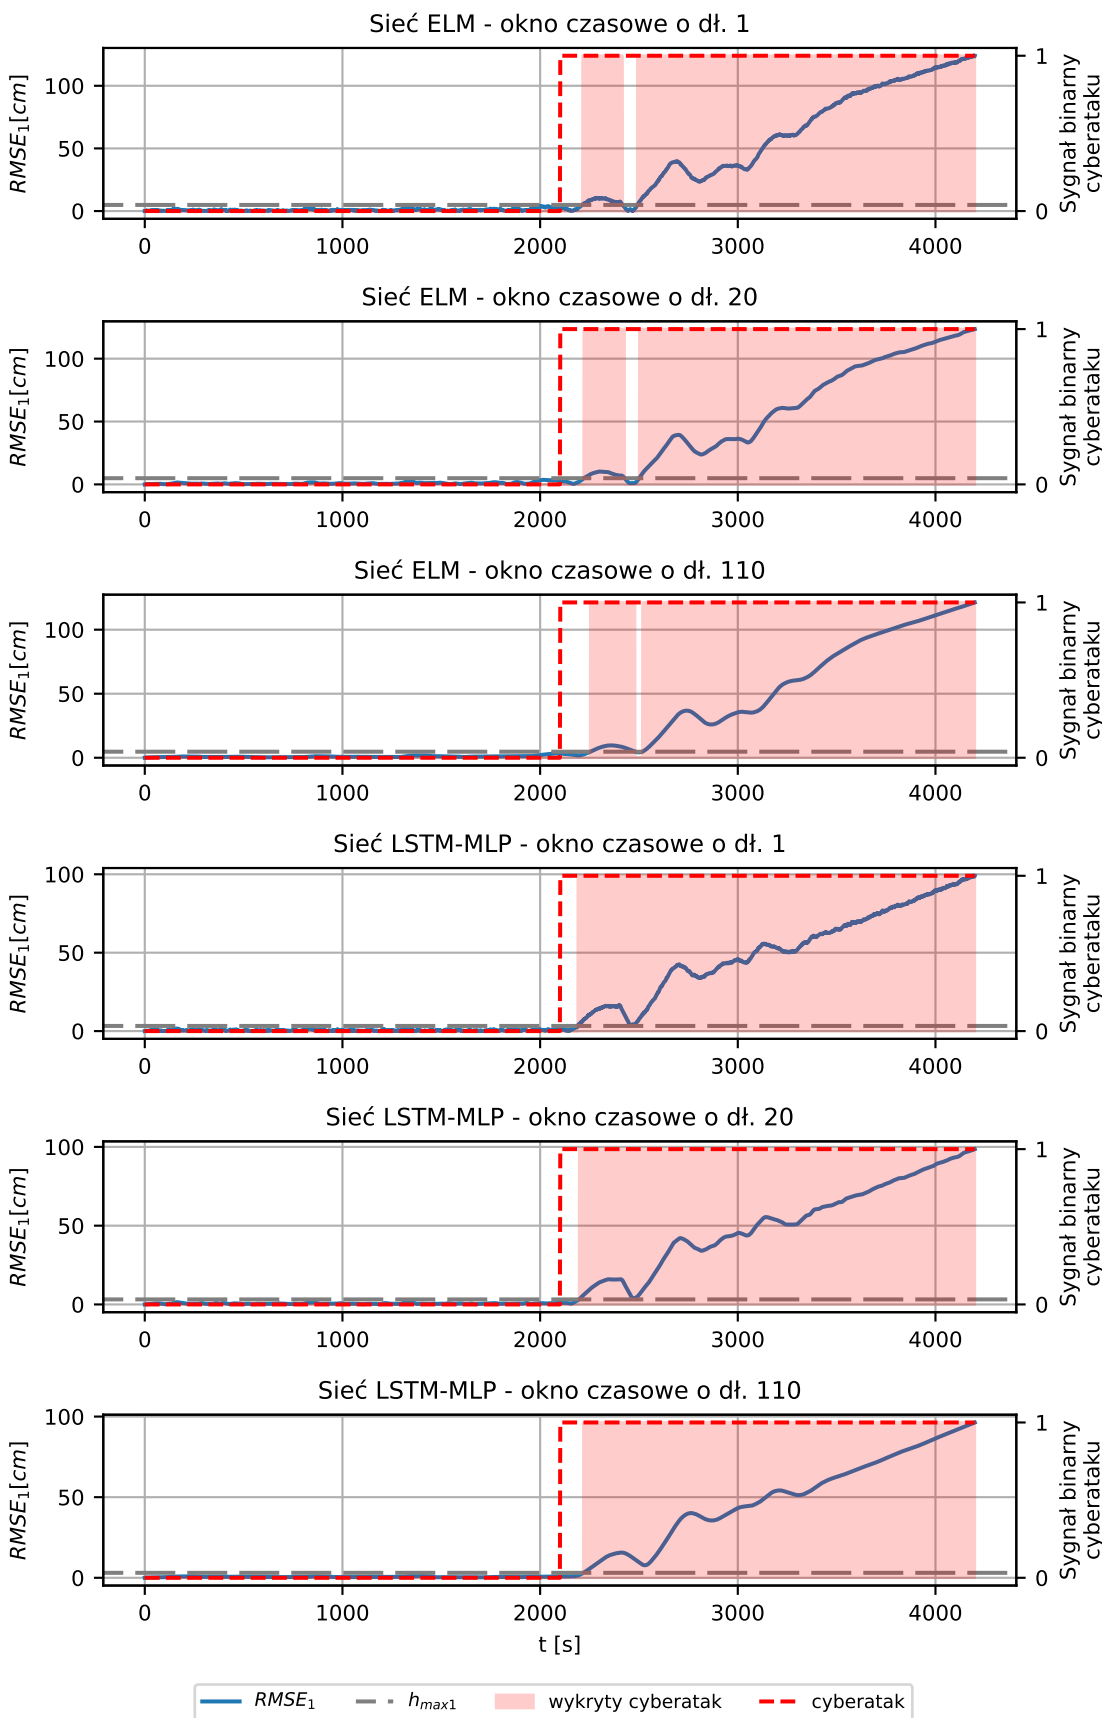 Sieć ELM - okno czasowe o dł. 1
RMSE1[cm]
100
50
0
1
0
Sygnał binarny
cyberataku
0 1000 2000 3000 4000
Sieć ELM - okno czasowe o dł. 20
RMSE1[cm]
100
50
0
1
0
Sygnał binarny
cyberataku
0 1000 2000 3000 4000
Sieć ELM - okno czasowe o dł. 110
RMSE1[cm]
100
50
0
1
0
Sygnał binarny
cyberataku
0 1000 2000 3000 4000
Sieć LSTM-MLP - okno czasowe o dł. 1
RMSE1[cm]
100
50
0
1
0
Sygnał binarny
cyberataku
0 1000 2000 3000 4000
Sieć LSTM-MLP - okno czasowe o dł. 20
RMSE1[cm]
100
50
0
1
0
Sygnał binarny
cyberataku
0 1000 2000 3000 4000
Sieć LSTM-MLP - okno czasowe o dł. 110
RMSE1[cm]
100
50
0
1
0
Sygnał binarny
cyberataku
0 1000 2000 3000 4000
t [s]
RMSE1 hmax1 wykryty cyberatak cyberatak